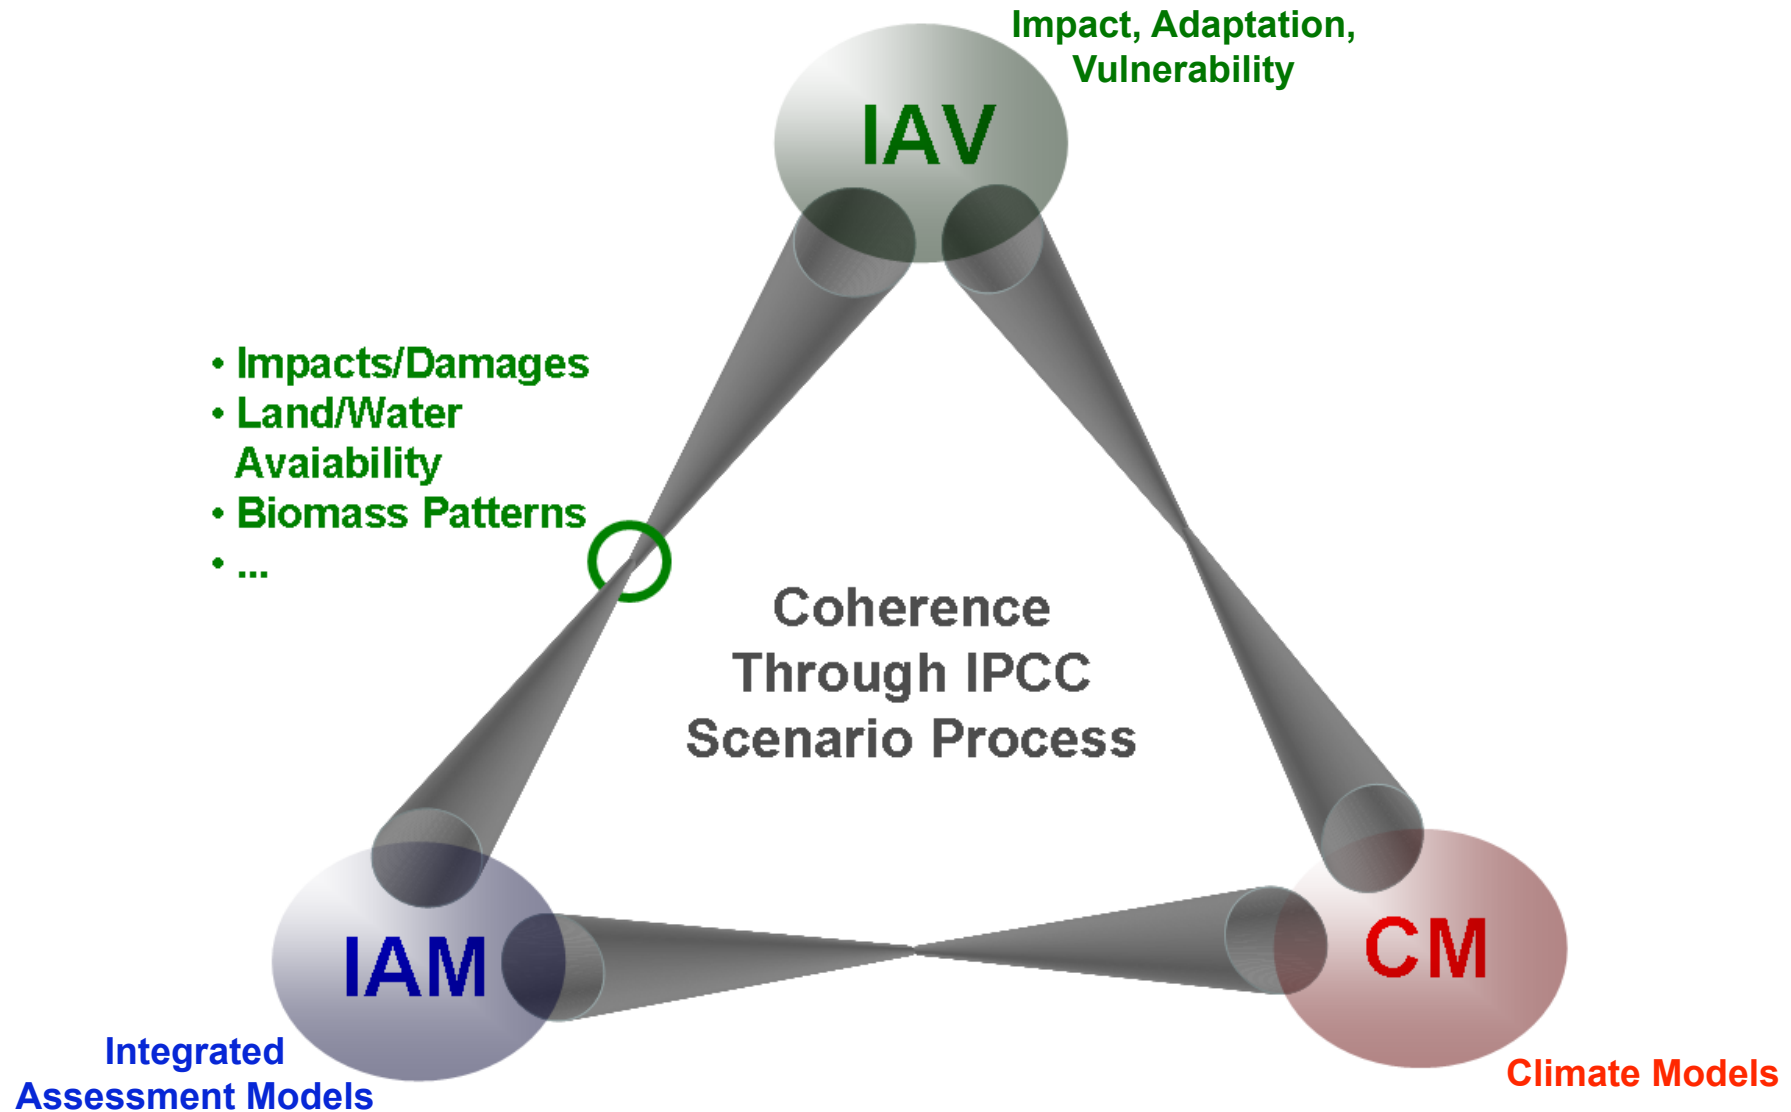 Impact, Adaptation,
Vulnerability
IAV
• Impacts/Damages
• Land/Water
Avaiability
• Biomass Patterns
• ...
Coherence
Through IPCC
Scenario Process
IAM
CM
Integrated
Assessment Models
Climate Models